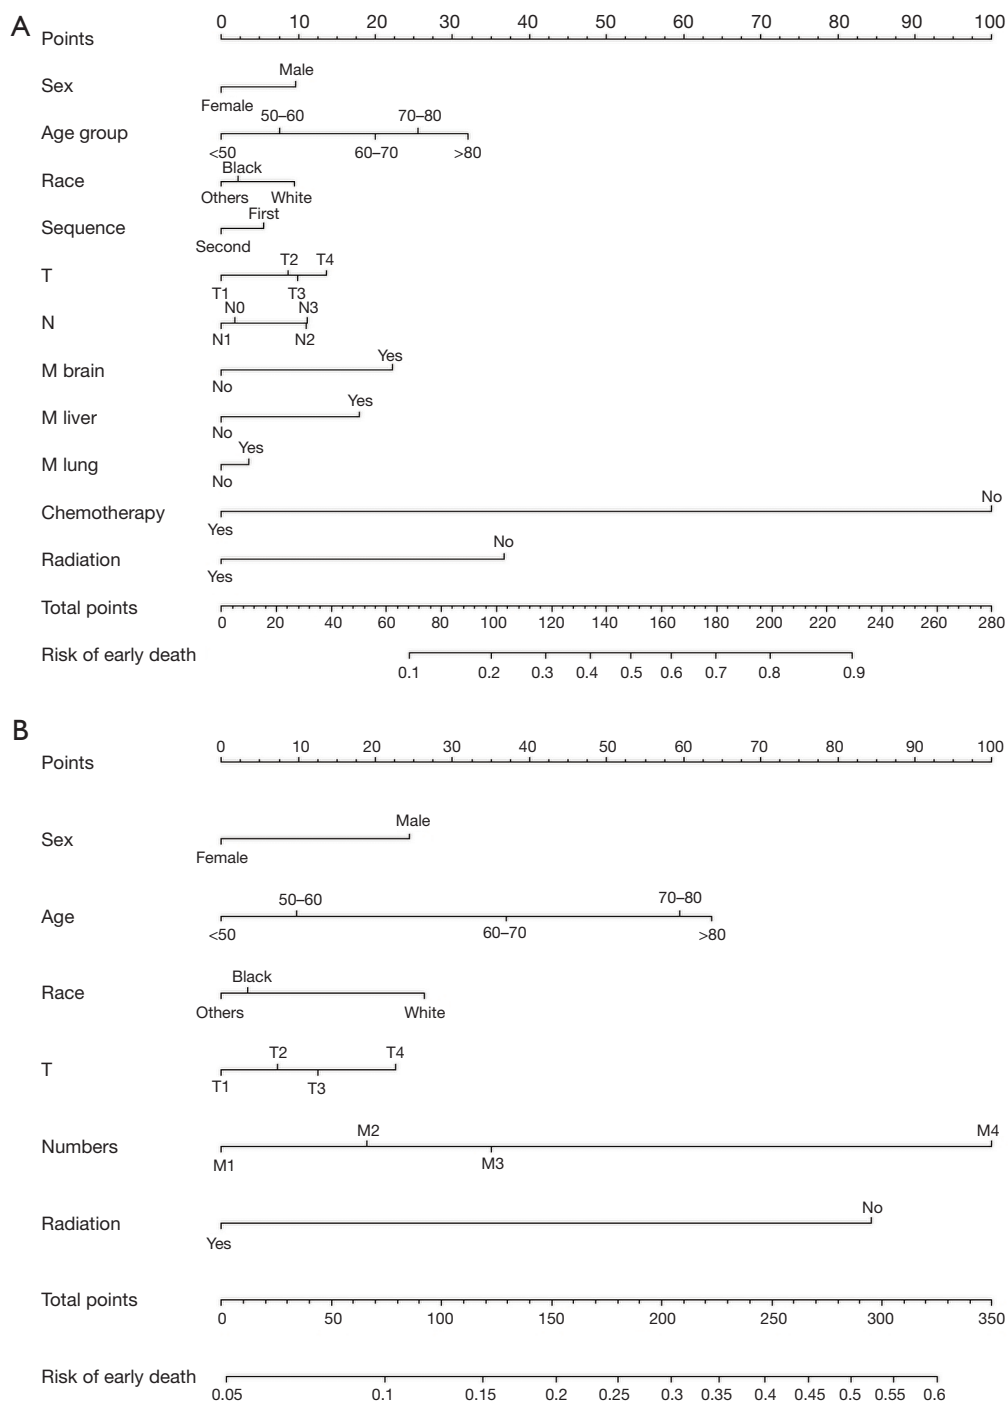 A
Points 0 10 20 30 40 50 60 70 80 90 100
Sex Male
Female
Age group 50–60 70–80
<50 60–70 >80
Race Black
Others White
Sequence First
Second
T T2 T4
T1 T3
N N0 N3
N1 N2
M brain Yes
No
M liver Yes
No
M lung Yes
No
Chemotherapy No
Yes
Radiation No
Yes
Total points
0 20 40 60 80 100 120 140 160 180 200 220 240 260 280
Risk of early death
0.1 0.2 0.3 0.4 0.5 0.6 0.7 0.8 0.9
B
Points 0 10 20 30 40 50 60 70 80 90 100
Sex Male
Female
Age 50–60 70–80
<50 60–70 >80
Race Black
Others White
T T2 T4
T1 T3
Numbers M2 M4
M1 M3
Radiation No
Yes
Total points
0 50 100 150 200 250 300 350
Risk of early death
0.05 0.1 0.15 0.2 0.25 0.3 0.35 0.4 0.45 0.5 0.55 0.6